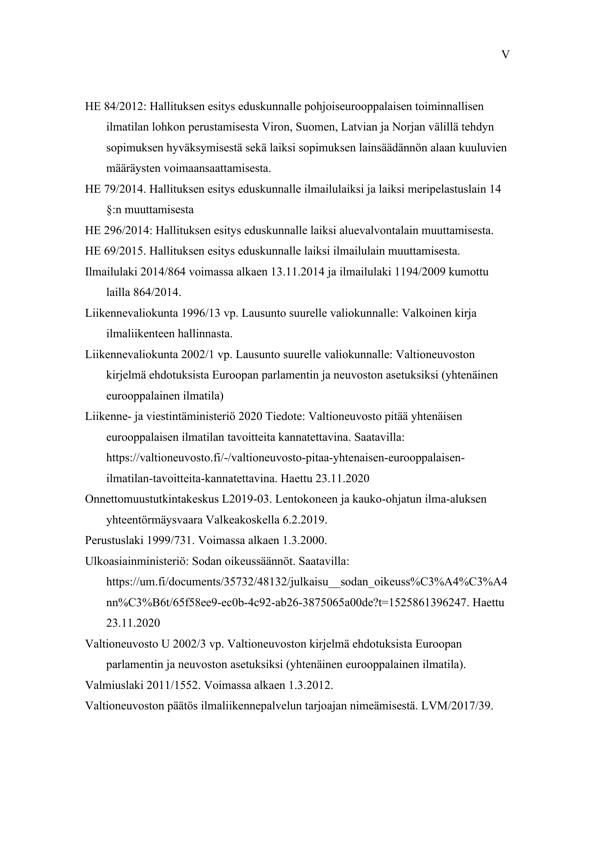 V
HE 84/2012: Hallituksen esitys eduskunnalle pohjoiseurooppalaisen toiminnallisen
ilmatilan lohkon perustamisesta Viron, Suomen, Latvian ja Norjan välillä tehdyn
sopimuksen hyväksymisestä sekä laiksi sopimuksen lainsäädännön alaan kuuluvien
määräysten voimaansaattamisesta.
HE 79/2014. Hallituksen esitys eduskunnalle ilmailulaiksi ja laiksi meripelastuslain 14
§:n muuttamisesta
HE 296/2014: Hallituksen esitys eduskunnalle laiksi aluevalvontalain muuttamisesta.
HE 69/2015. Hallituksen esitys eduskunnalle laiksi ilmailulain muuttamisesta.
Ilmailulaki 2014/864 voimassa alkaen 13.11.2014 ja ilmailulaki 1194/2009 kumottu
lailla 864/2014.
Liikennevaliokunta 1996/13 vp. Lausunto suurelle valiokunnalle: Valkoinen kirja
ilmaliikenteen hallinnasta.
Liikennevaliokunta 2002/1 vp. Lausunto suurelle valiokunnalle: Valtioneuvoston
kirjelmä ehdotuksista Euroopan parlamentin ja neuvoston asetuksiksi (yhtenäinen
eurooppalainen ilmatila)
Liikenne- ja viestintäministeriö 2020 Tiedote: Valtioneuvosto pitää yhtenäisen
eurooppalaisen ilmatilan tavoitteita kannatettavina. Saatavilla:
https://valtioneuvosto.fi/-/valtioneuvosto-pitaa-yhtenaisen-eurooppalaisen-
ilmatilan-tavoitteita-kannatettavina. Haettu 23.11.2020
Onnettomuustutkintakeskus L2019-03. Lentokoneen ja kauko-ohjatun ilma-aluksen
yhteentörmäysvaara Valkeakoskella 6.2.2019.
Perustuslaki 1999/731. Voimassa alkaen 1.3.2000.
Ulkoasiainministeriö: Sodan oikeussäännöt. Saatavilla:
https://um.fi/documents/35732/48132/julkaisu__sodan_oikeuss%C3%A4%C3%A4
nn%C3%B6t/65f58ee9-ec0b-4c92-ab26-3875065a00de?t=1525861396247. Haettu
23.11.2020
Valtioneuvosto U 2002/3 vp. Valtioneuvoston kirjelmä ehdotuksista Euroopan
parlamentin ja neuvoston asetuksiksi (yhtenäinen eurooppalainen ilmatila).
Valmiuslaki 2011/1552. Voimassa alkaen 1.3.2012.
Valtioneuvoston päätös ilmaliikennepalvelun tarjoajan nimeämisestä. LVM/2017/39.